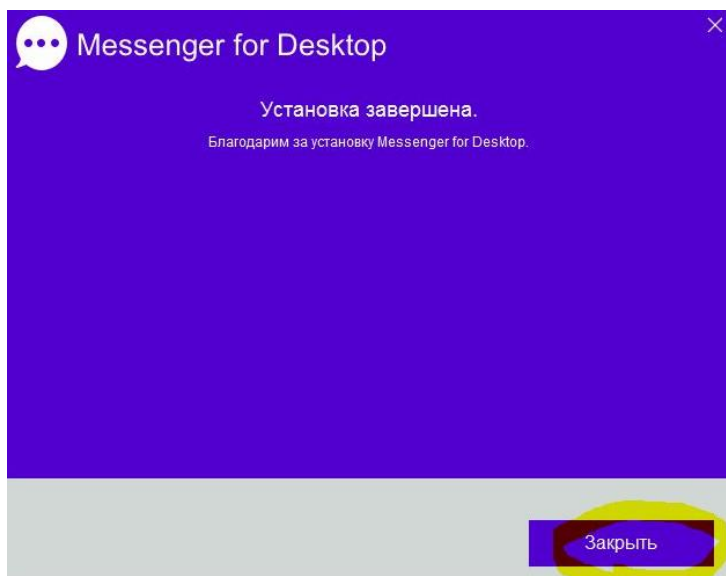 Messenger for Desktop
Установка завершена.
Благодарим за установку Messenger for Desktop.
Закрыть